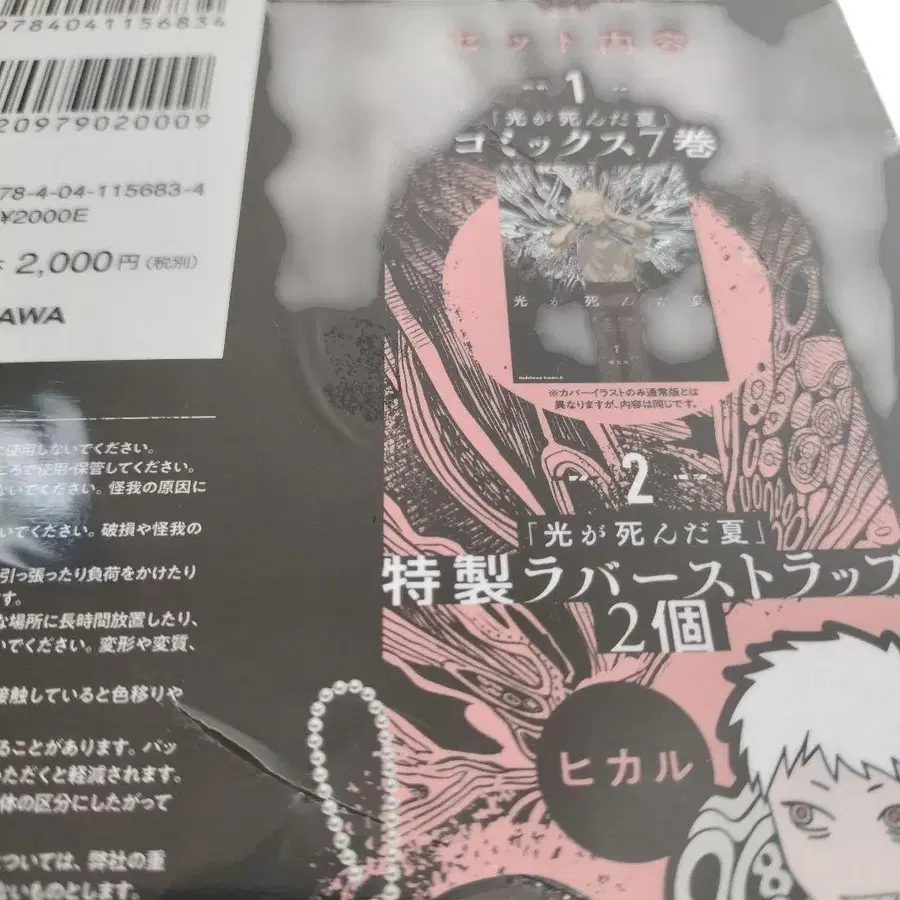 9784041156834
20979020009
78-4-04-115683-4
¥2000E
2,000円(税別)
AWA
使用しないでください。
ころで使用・保管してください。
ないでください。怪我の原因に
いでください。破損や怪我の
引っ張ったり負荷をかけたり
す。
な場所に長時間放置したり、
いでください。変形や変質、
接触していると色移りや
ることがあります。パッ
ただくと軽減されます。
体の区分にしたがって
については、弊社の重
ないものとします。
セット内容
1
「光が死んだ夏」
コミックス7巻
光が死んだ夏
7
※カバーイラストのみ通常版とは
異なりますが、内容は同じです。
2
「光が死んだ夏」
特製ラバーストラップ
2個
ヒカル